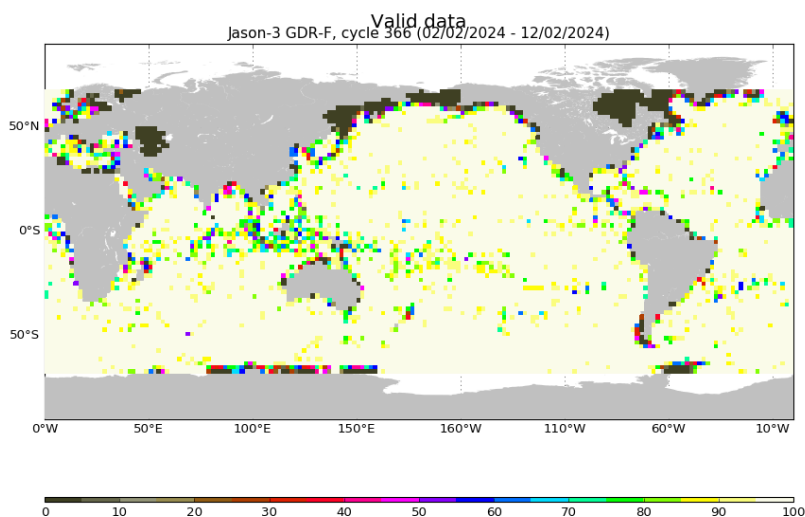 Valid data
Jason-3 GDR-F, cycle 366 (02/02/2024 - 12/02/2024)
50°N
0°S
50°S
0°W 50°E 100°E 150°E 160°W 110°W 60°W 10°W
0 10 20 30 40 50 60 70 80 90 100